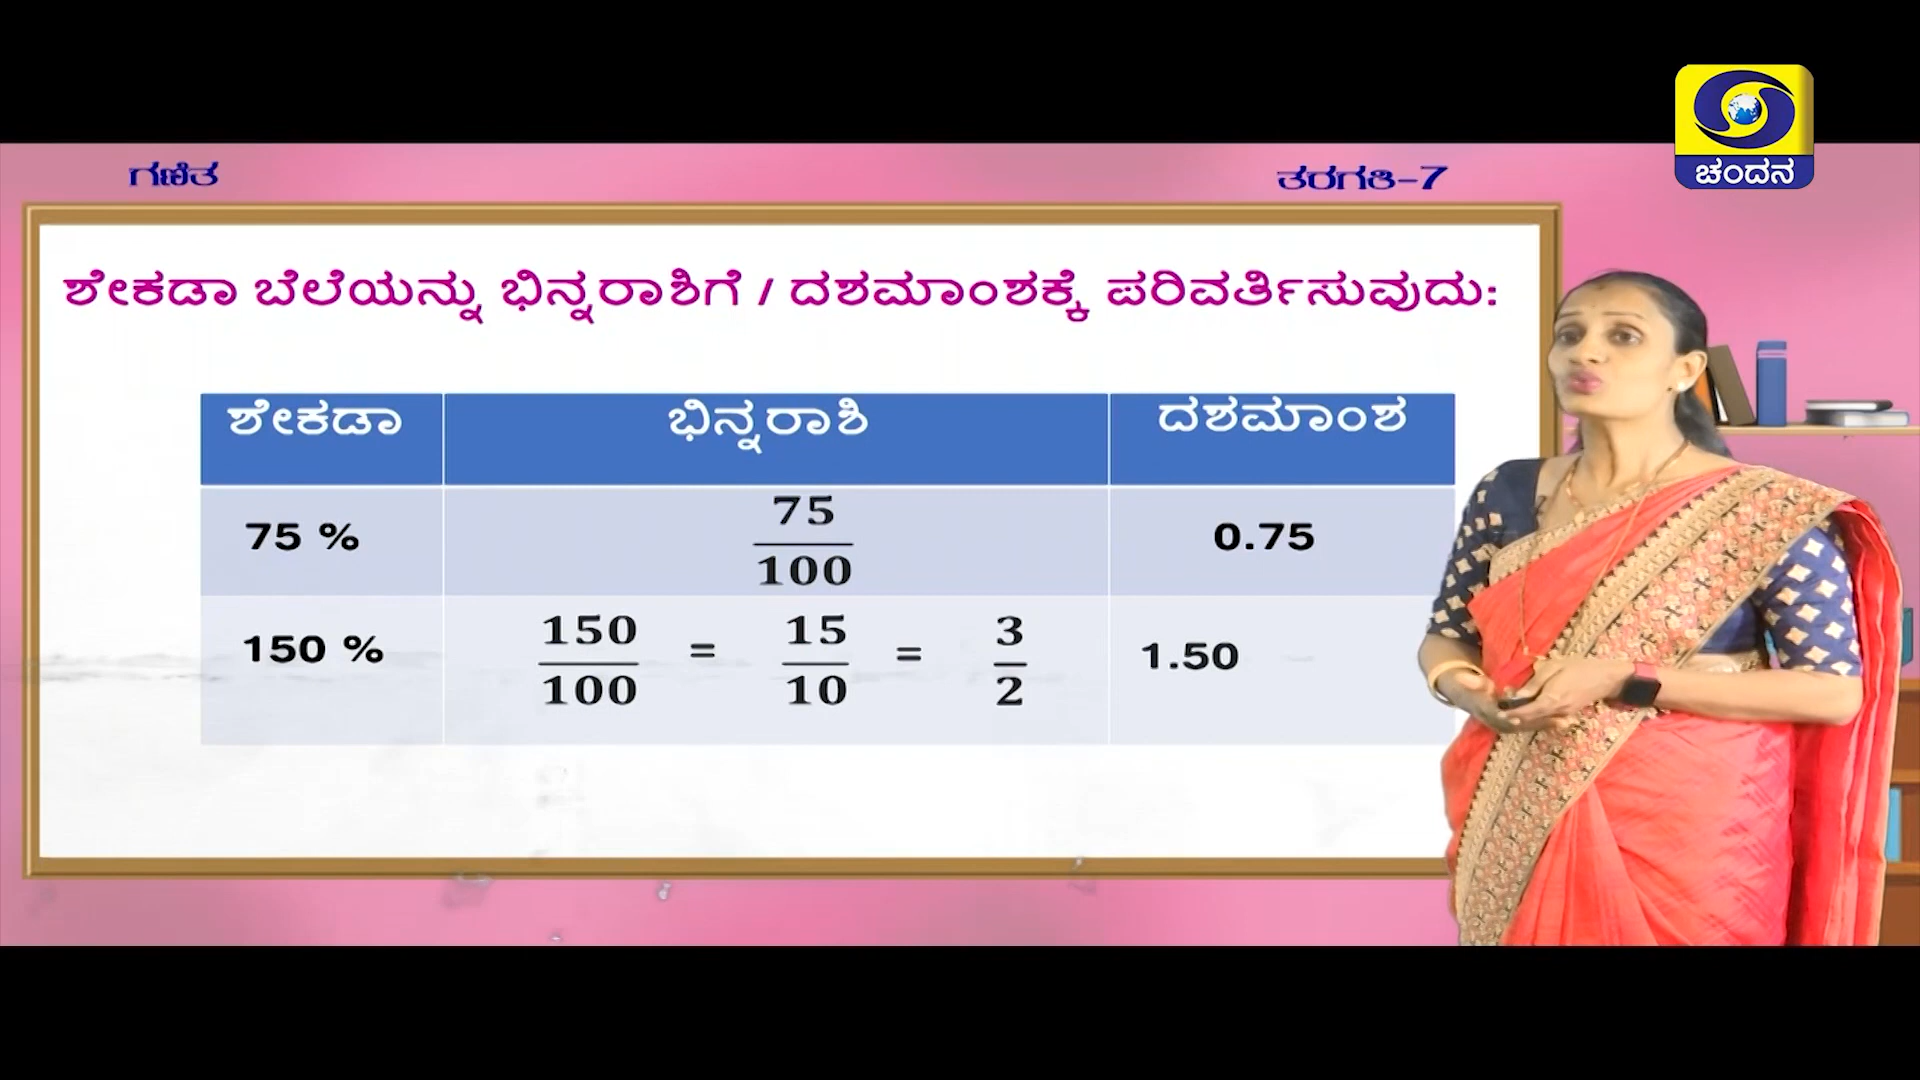 ಗಣಿತ
ತರಗತಿ-7
ಚಂದನ
ಶೇಕಡಾ ಬೆಲೆಯನ್ನು ಭಿನ್ನರಾಶಿಗೆ / ದಶಮಾಂಶಕ್ಕೆ ಪರಿವರ್ತಿಸುವುದು:
ಶೇಕಡಾ ಭಿನ್ನರಾಶಿ ದಶಮಾಂಶ
75 % 75/100 0.75
150 % 150/100 = 15/10 = 3/2 1.50